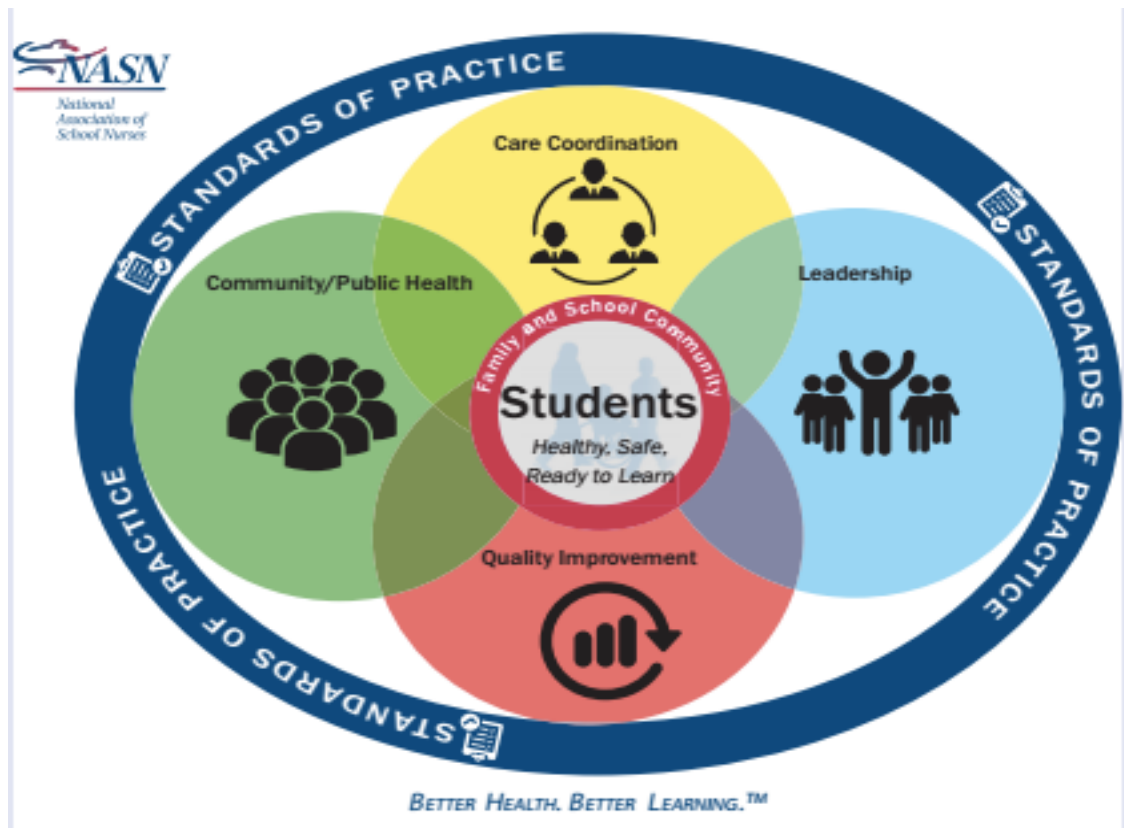 NASN
National
Association of
School Nurses
STANDARDS OF PRACTICE
STANDARDS OF PRACTICE
STANDARDS OF PRACTICE
Care Coordination
Community/Public Health
Leadership
Family and School Community
Students
Healthy, Safe,
Ready to Learn
Quality Improvement
BETTER HEALTH. BETTER LEARNING.™